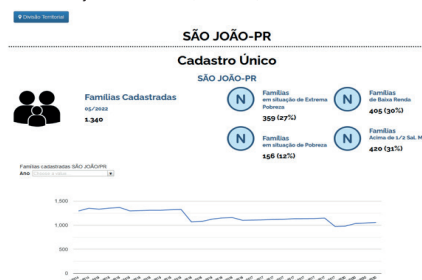 Divisão Territorial
SÃO JOÃO-PR
Cadastro Único
SÃO JOÃO-PR
Famílias Cadastradas
05/2022
1.340
N
Famílias
em situação de Extrema
Pobreza
359 (27%)
N
Famílias
de Baixa Renda
405 (30%)
N
Famílias
em situação de Pobreza
156 (12%)
N
Famílias
Acima de 1/2 Sal. M
420 (31%)
Famílias cadastradas SÃO JOÃO/PR
Ano
1,500
1,000
500
0